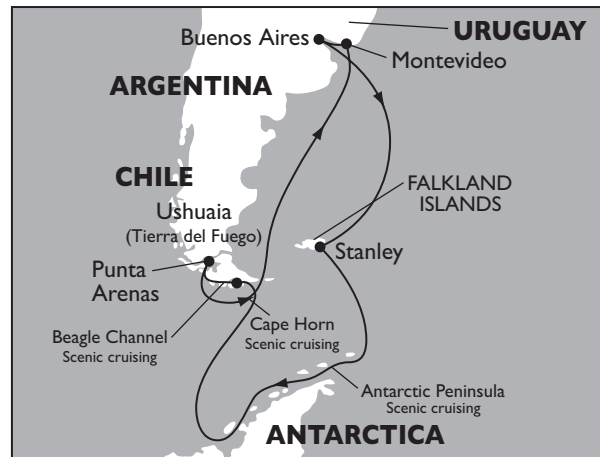 URUGUAY
Buenos Aires
Montevideo
ARGENTINA
CHILE
FALKLAND
ISLANDS
Ushuaia
(Tierra del Fuego)
Stanley
Punta
Arenas
Cape Horn
Scenic cruising
Beagle Channel
Scenic cruising
Antarctic Peninsula
Scenic cruising
ANTARCTICA